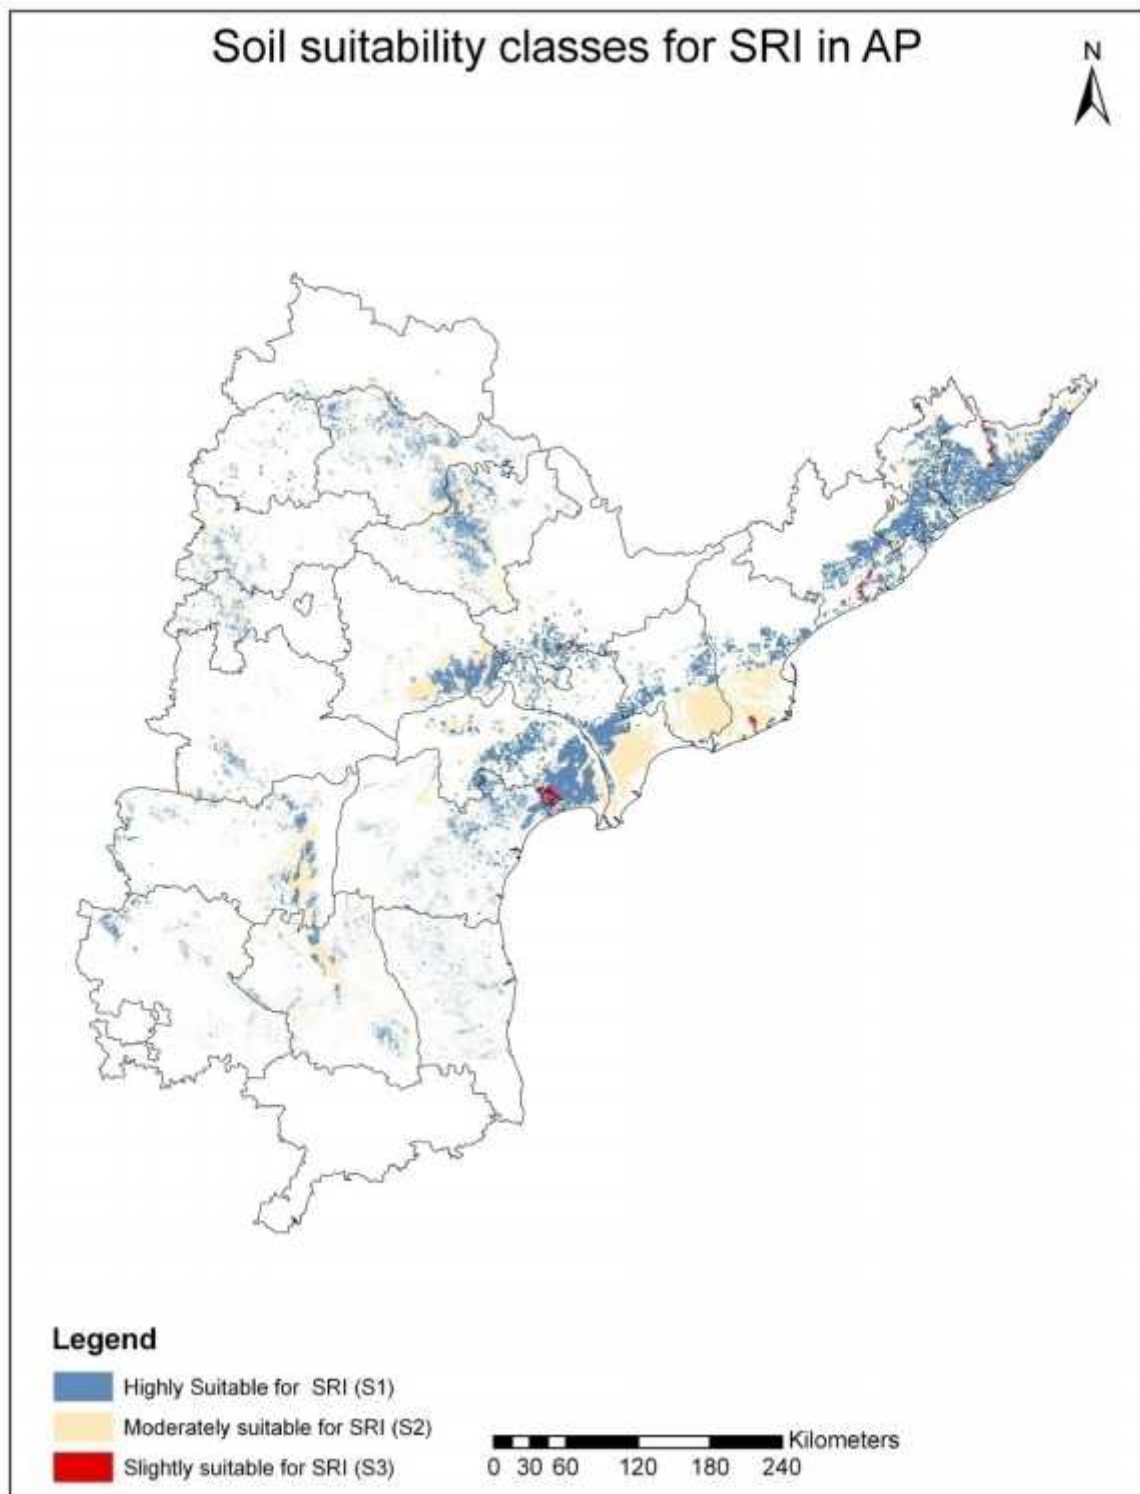 Soil suitability classes for SRI in AP
N
Legend
Highly Suitable for SRI (S1)
Moderately suitable for SRI (S2)
Slightly suitable for SRI (S3)
Kilometers
0 30 60 120 180 240